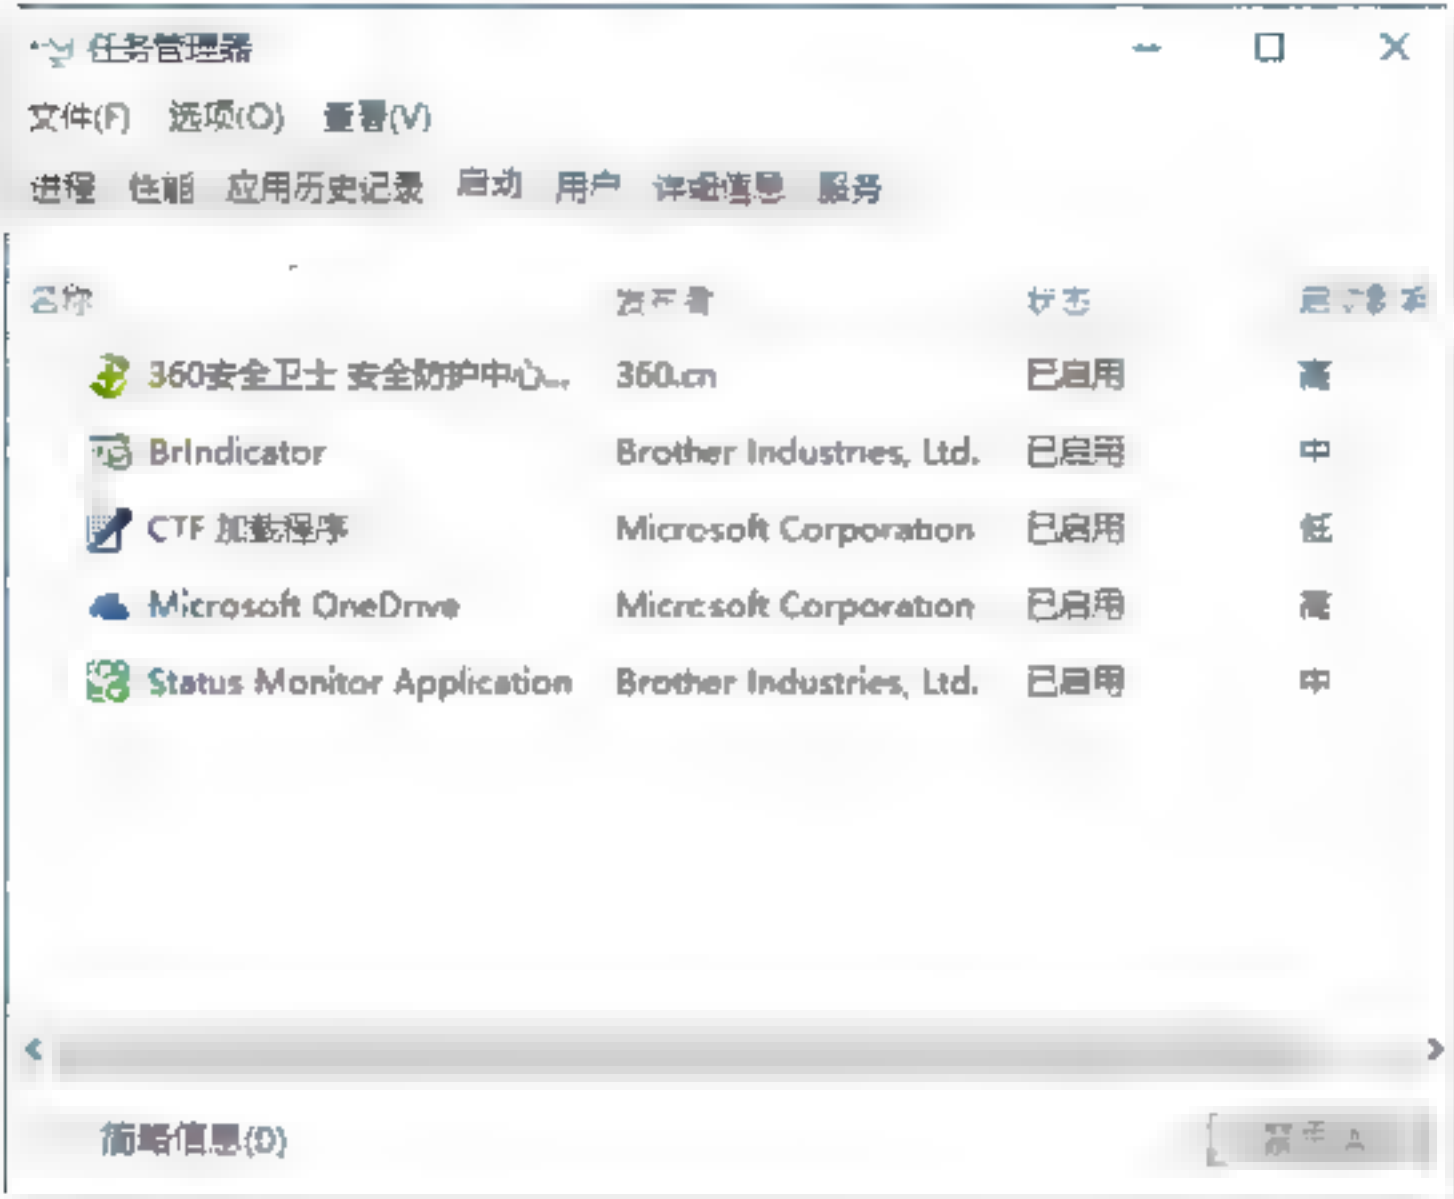 任务管理器
文件(F) 选项(O) 查看(V)
进程 性能 应用历史记录 启动 用户 详细信息 服务
名称 发布者 状态
360安全卫士 安全防护中心... 360.cn 已启用 高
BrIndicator Brother Industries, Ltd. 已启用 中
CTF 加载程序 Microsoft Corporation 已启用 低
Microsoft OneDrive Microsoft Corporation 已启用 高
Status Monitor Application Brother Industries, Ltd. 已启用 中
简略信息(D)